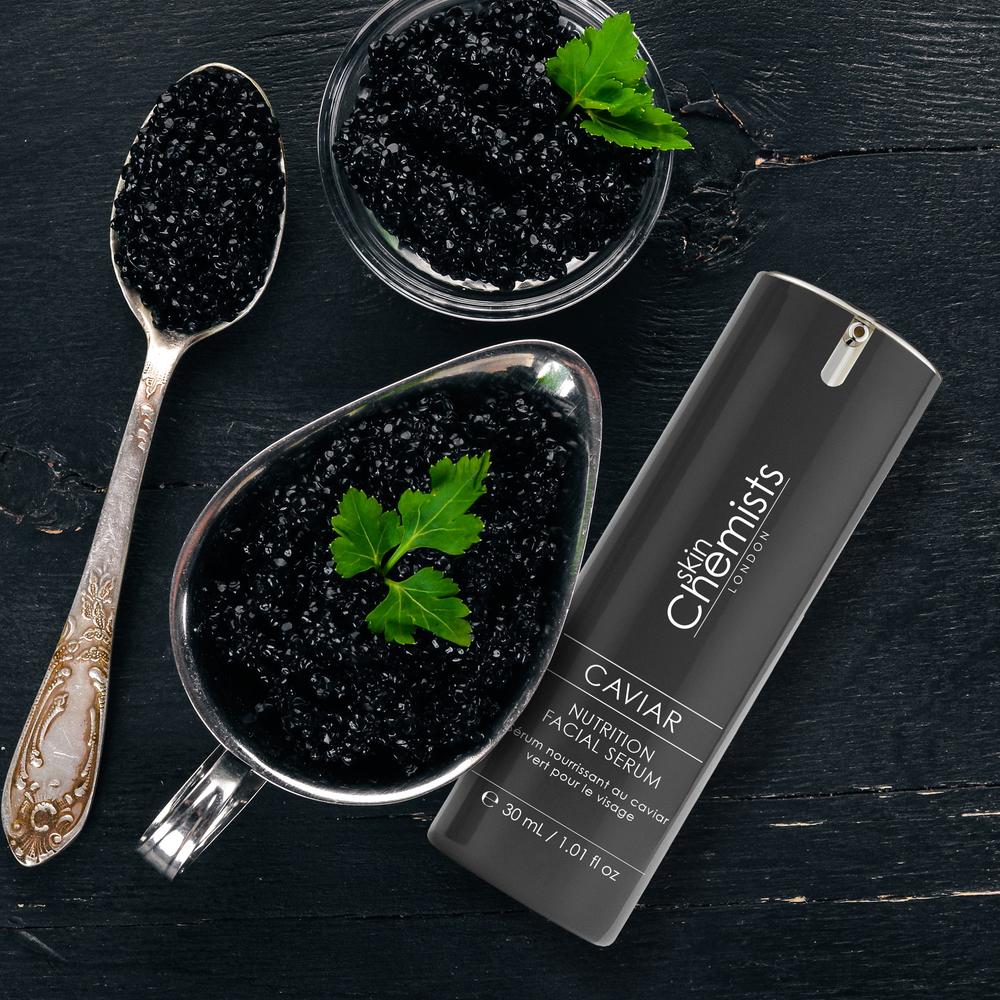 skin
Chemists
LONDON
CAVIAR
NUTRITION
FACIAL SERUM
sérum nourrissant au caviar
vert pour le visage
℮ 30 mL / 1.01 fl oz